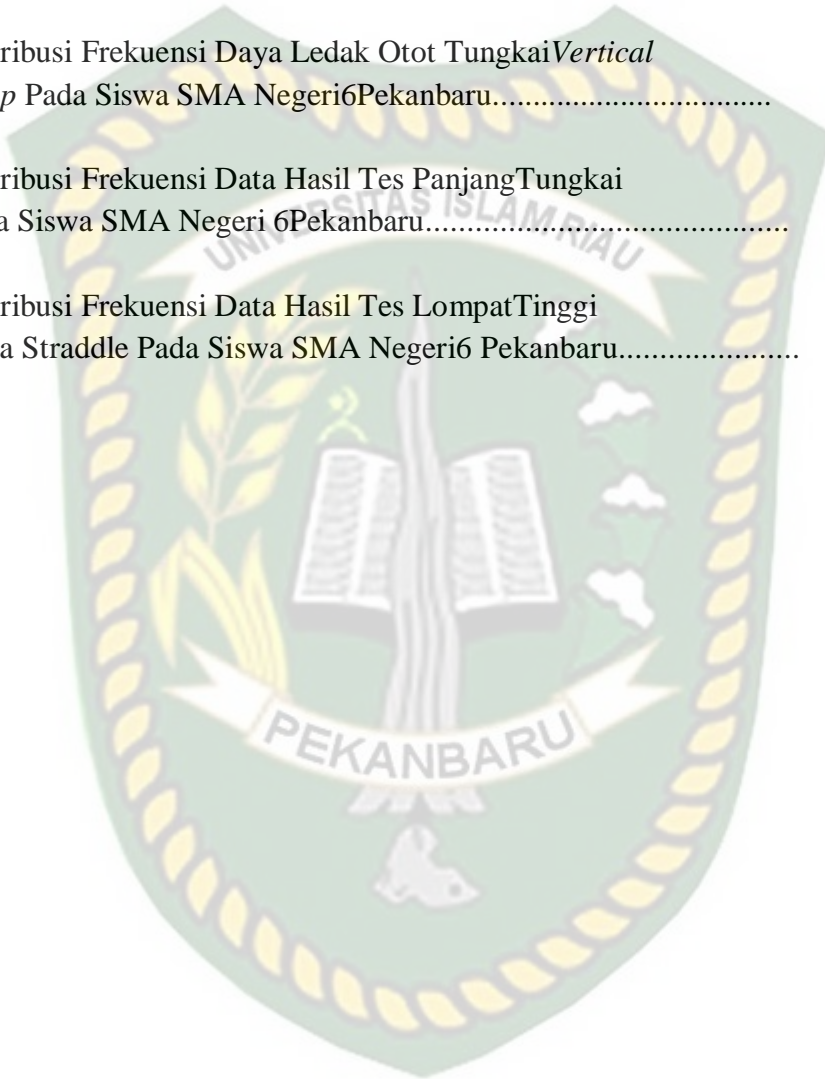 ribusi Frekuensi Daya Ledak Otot TungkaiVertical
p Pada Siswa SMA Negeri6Pekanbaru..................................
ribusi Frekuensi Data Hasil Tes PanjangTungkai
a Siswa SMA Negeri 6Pekanbaru............................................
UNIVERSITAS ISLAM RIAU
ribusi Frekuensi Data Hasil Tes LompatTinggi
a Straddle Pada Siswa SMA Negeri6 Pekanbaru......................
PEKANBARU